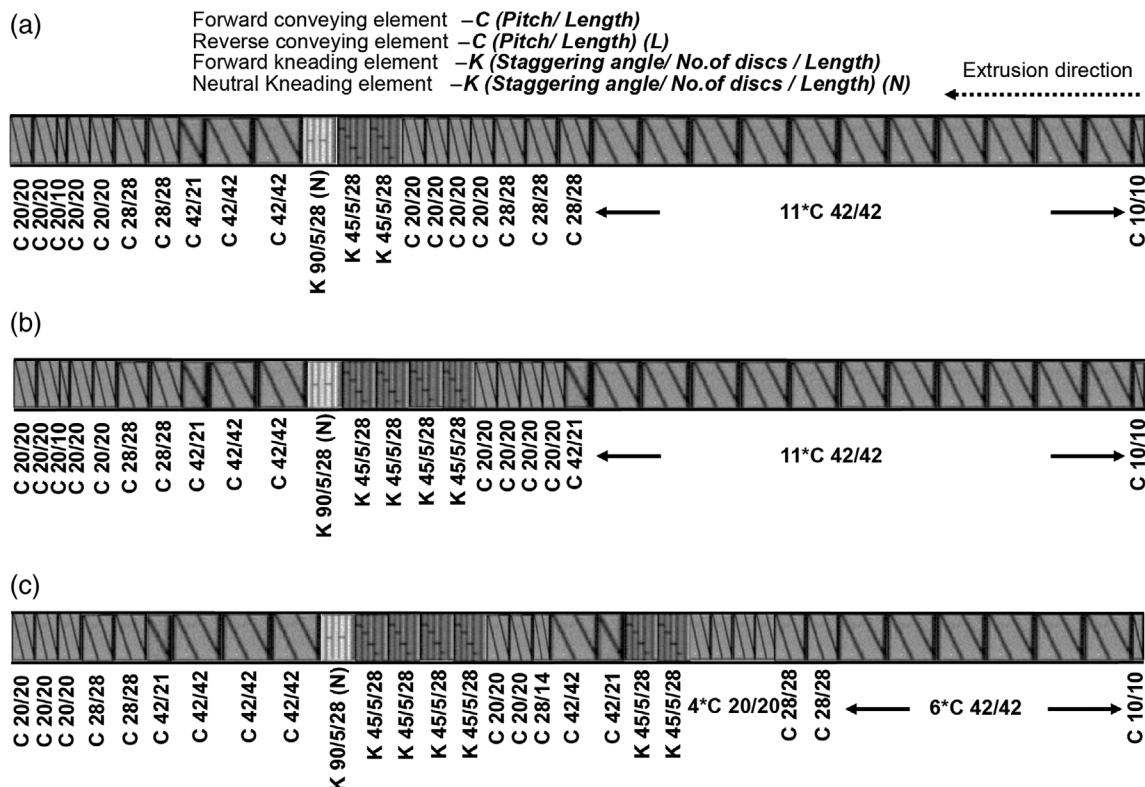 (a)
Forward conveying element –C (Pitch/ Length)
Reverse conveying element –C (Pitch/ Length) (L)
Forward kneading element –K (Staggering angle/ No.of discs / Length)
Neutral Kneading element –K (Staggering angle/ No.of discs / Length) (N)
Extrusion direction
C 20/20
C 20/20
C 20/10
C 20/20
C 20/20
C 28/28
C 28/28
C 42/21
C 42/42
C 42/42
K 90/5/28 (N)
K 45/5/28
K 45/5/28
C 20/20
C 20/20
C 20/20
C 20/20
C 28/28
C 28/28
C 28/28
11*C 42/42
C 10/10
(b)
C 20/20
C 20/20
C 20/10
C 20/20
C 20/20
C 28/28
C 28/28
C 42/21
C 42/42
C 42/42
K 90/5/28 (N)
K 45/5/28
K 45/5/28
K 45/5/28
K 45/5/28
C 20/20
C 20/20
C 20/20
C 20/20
C 42/21
11*C 42/42
C 10/10
(c)
C 20/20
C 20/20
C 20/20
C 28/28
C 28/28
C 42/21
C 42/42
C 42/42
C 42/42
K 90/5/28 (N)
K 45/5/28
K 45/5/28
K 45/5/28
K 45/5/28
C 20/20
C 20/20
C 28/14
C 42/42
C 42/21
K 45/5/28
K 45/5/28
4*C 20/20
C 28/28
C 28/28
6*C 42/42
C 10/10